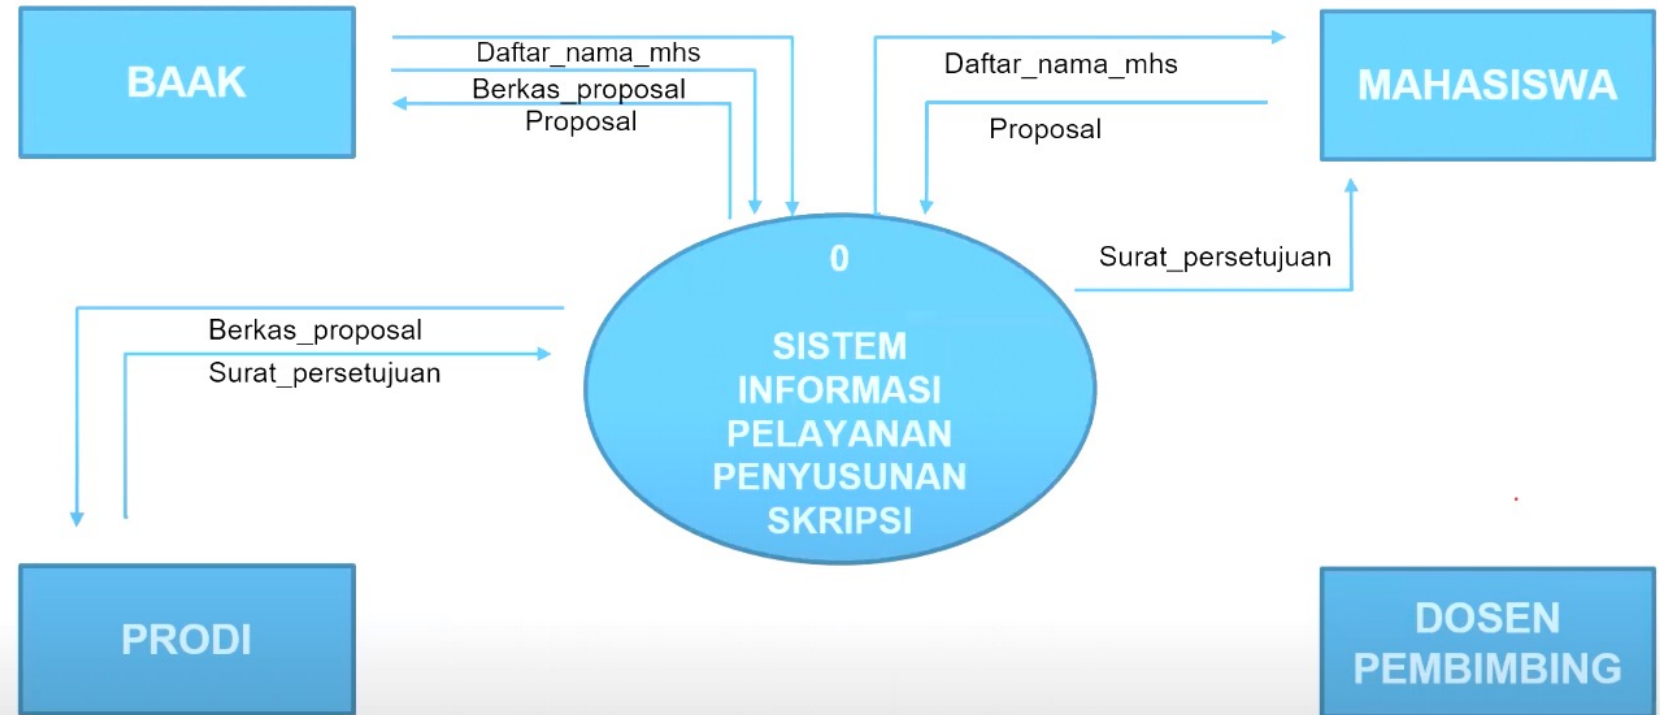 BAAK
Daftar_nama_mhs
Berkas_proposal
Proposal
Daftar_nama_mhs
Proposal
MAHASISWA
Surat_persetujuan
Berkas_proposal
Surat_persetujuan
0
SISTEM
INFORMASI
PELAYANAN
PENYUSUNAN
SKRIPSI
PRODI
DOSEN
PEMBIMBING